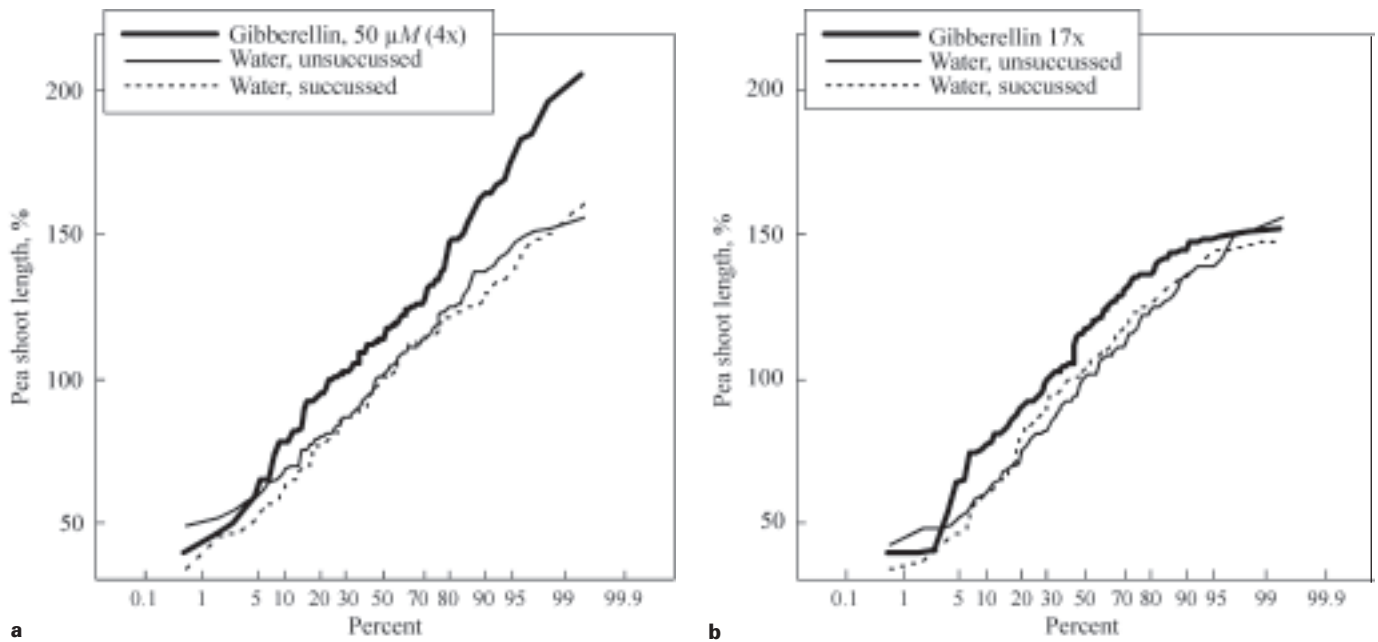 Gibberellin, 50 µM (4x)
Water, unsuccussed
Water, succussed
200
150
100
50
Pea shoot length, %
0.1 1 5 10 20 30 50 70 80 90 95 99 99.9
Percent
a
Gibberellin 17x
Water, unsuccussed
Water, succussed
200
150
100
50
Pea shoot length, %
0.1 1 5 10 20 30 50 70 80 90 95 99 99.9
Percent
b